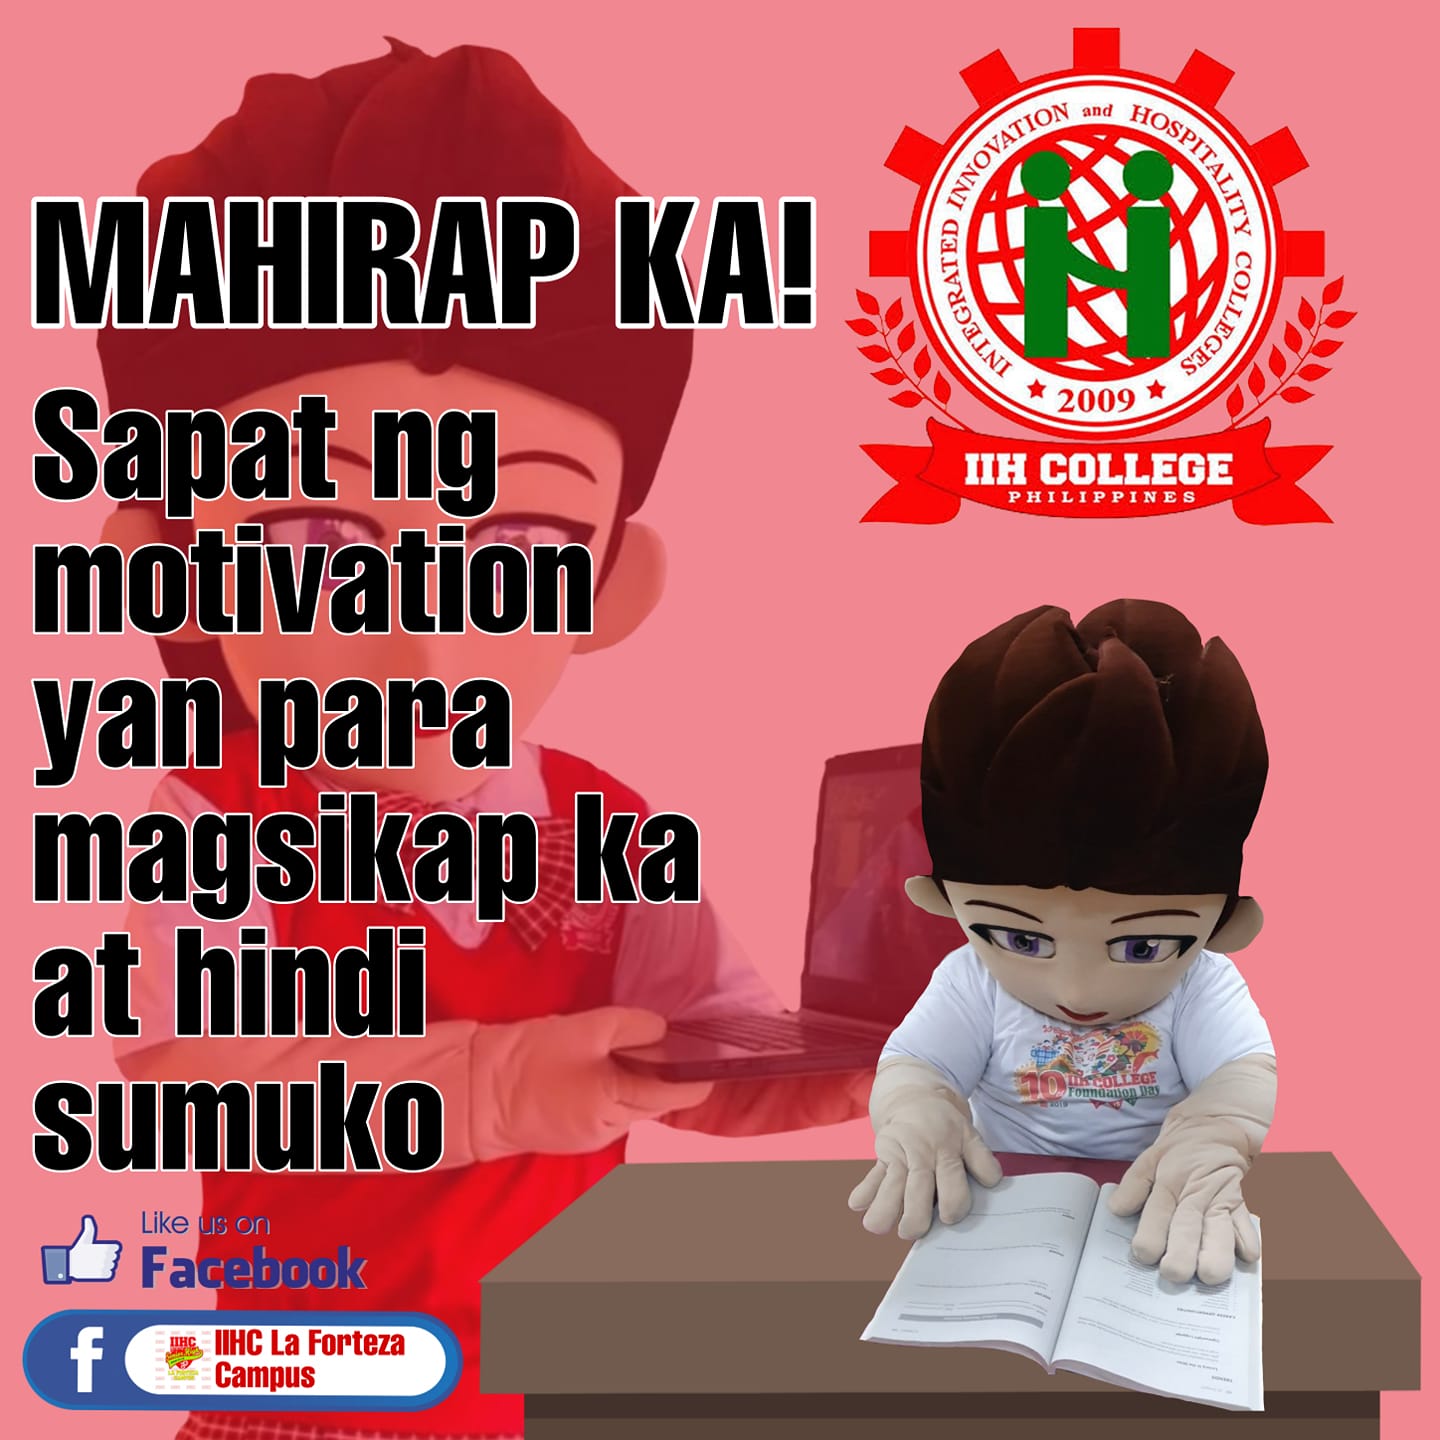 MAHIRAP KA!
Sapat ng
motivation
yan para
magsikap ka
at hindi
sumuko
Like us on
Facebook
f
IIHC
IIHC La Forteza
Campus
INTEGRATED INNOVATION and HOSPITALITY COLLEGES
★ 2009 ★
IIH COLLEGE
PHILIPPINES
10
IIH COLLEGE
Foundation Day